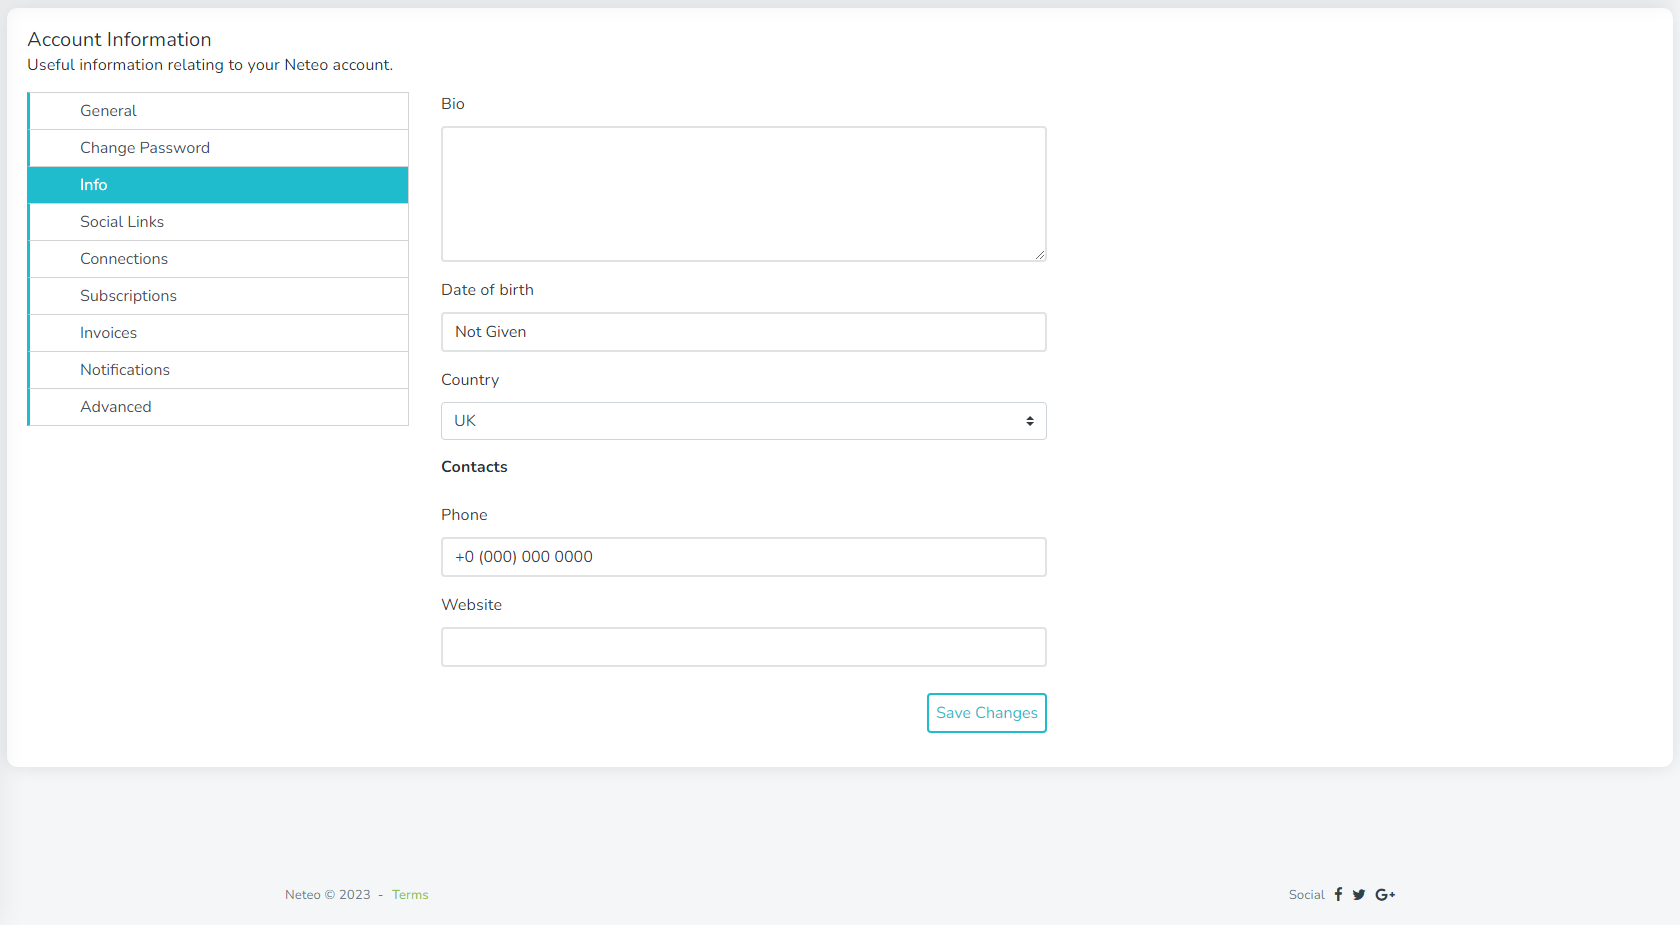 Account Information
Useful information relating to your Neteo account.
General
Change Password
Info
Social Links
Connections
Subscriptions
Invoices
Notifications
Advanced
Bio
Date of birth
Not Given
Country
UK
Contacts
Phone
+0 (000) 000 0000
Website
Save Changes
Neteo © 2023 - Terms
Social